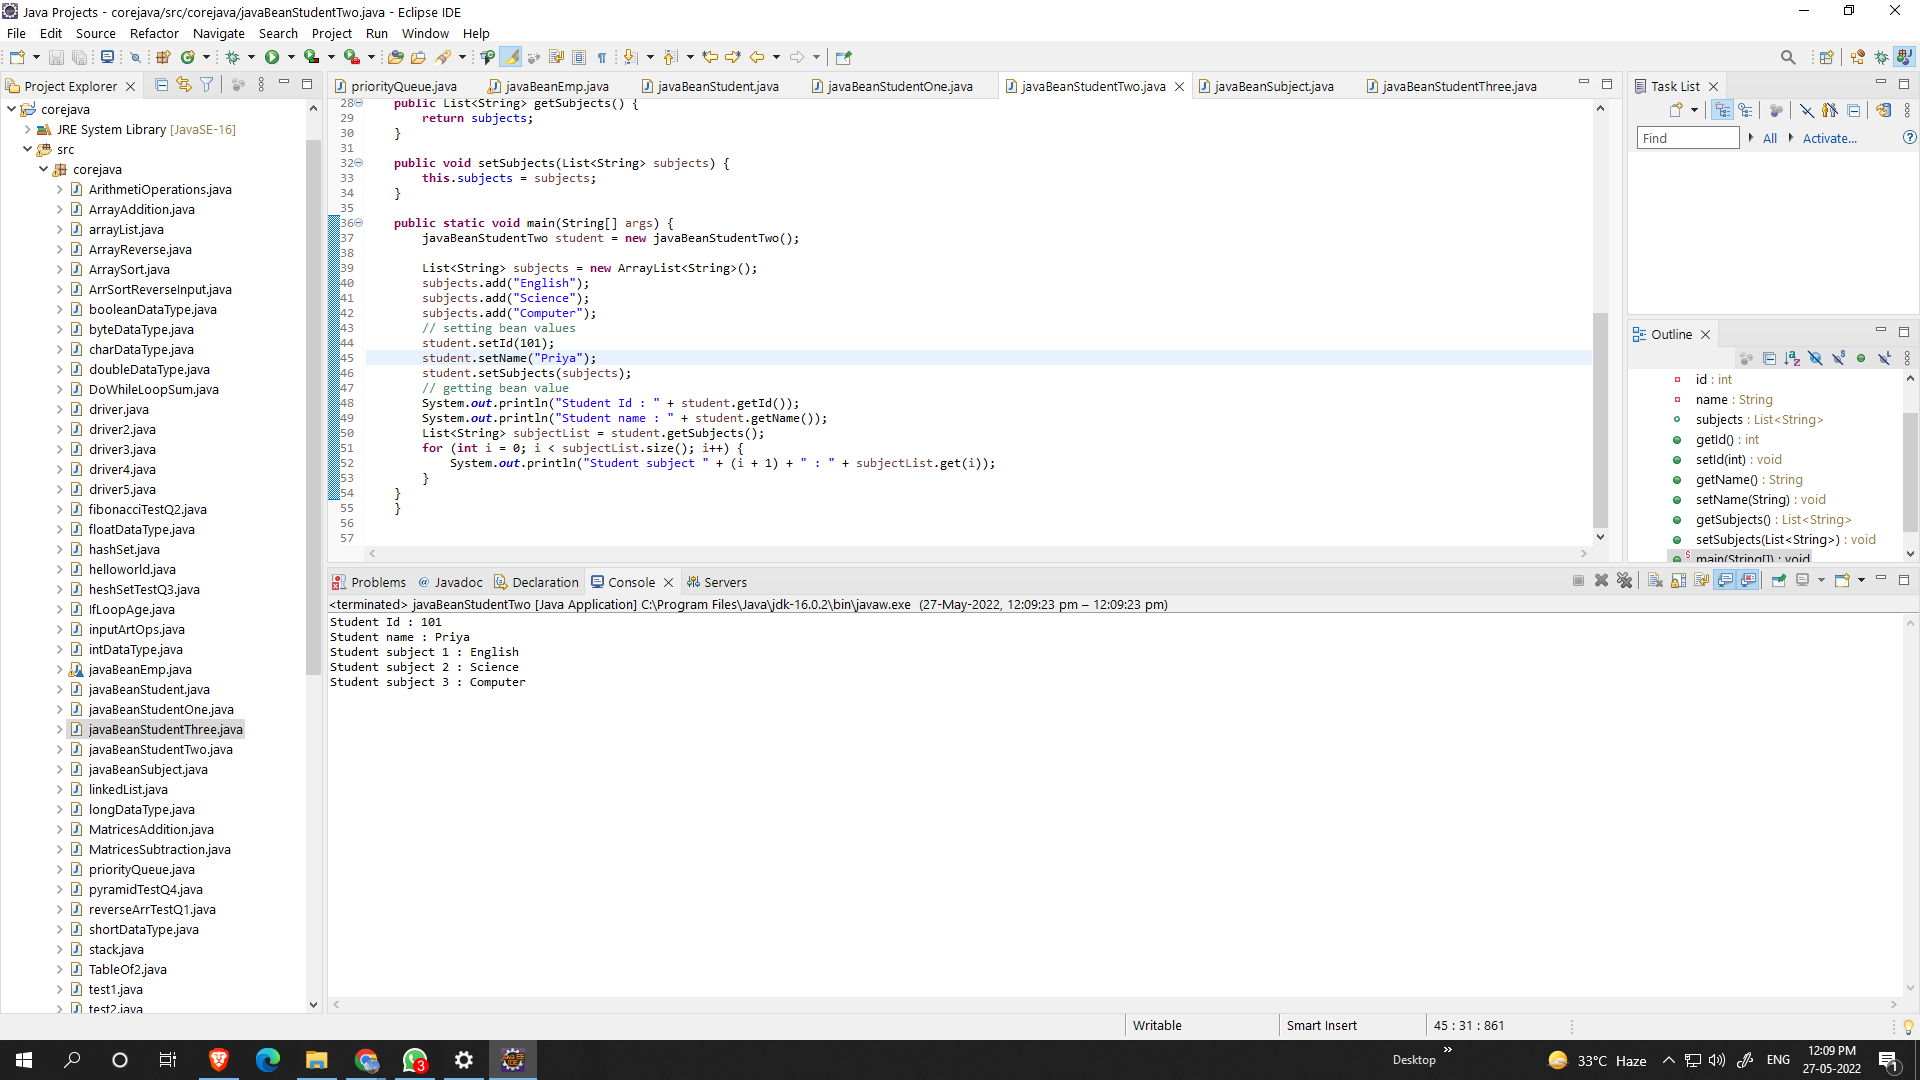 Java Projects - corejava/src/corejava/javaBeanStudentTwo.java - Eclipse IDE
File Edit Source Refactor Navigate Search Project Run Window Help
Project Explorer
corejava
JRE System Library [JavaSE-16]
src
corejava
ArithmetiOperations.java
ArrayAddition.java
arrayList.java
ArrayReverse.java
ArraySort.java
ArrSortReverseInput.java
booleanDataType.java
byteDataType.java
charDataType.java
doubleDataType.java
DoWhileLoopSum.java
driver.java
driver2.java
driver3.java
driver4.java
driver5.java
fibonacciTestQ2.java
floatDataType.java
hashSet.java
helloworld.java
heshSetTestQ3.java
IfLoopAge.java
inputArtOps.java
intDataType.java
javaBeanEmp.java
javaBeanStudent.java
javaBeanStudentOne.java
javaBeanStudentThree.java
javaBeanStudentTwo.java
javaBeanSubject.java
linkedList.java
longDataType.java
MatricesAddition.java
MatricesSubtraction.java
priorityQueue.java
pyramidTestQ4.java
reverseArrTestQ1.java
shortDataType.java
stack.java
TableOf2.java
test1.java
test2.java
priorityQueue.java javaBeanEmp.java javaBeanStudent.java javaBeanStudentOne.java javaBeanStudentTwo.java javaBeanSubject.java javaBeanStudentThree.java
28 public List<String> getSubjects() {
29 return subjects;
30 }
31
32 public void setSubjects(List<String> subjects) {
33 this.subjects = subjects;
34 }
35
36 public static void main(String[] args) {
37 javaBeanStudentTwo student = new javaBeanStudentTwo();
38
39 List<String> subjects = new ArrayList<String>();
40 subjects.add("English");
41 subjects.add("Science");
42 subjects.add("Computer");
43 // setting bean values
44 student.setId(101);
45 student.setName("Priya");
46 student.setSubjects(subjects);
47 // getting bean value
48 System.out.println("Student Id : " + student.getId());
49 System.out.println("Student name : " + student.getName());
50 List<String> subjectList = student.getSubjects();
51 for (int i = 0; i < subjectList.size(); i++) {
52 System.out.println("Student subject " + (i + 1) + " : " + subjectList.get(i));
53 }
54 }
55 }
56
57
Task List
Find All Activate...
Outline
id : int
name : String
subjects : List<String>
getId() : int
setId(int) : void
getName() : String
setName(String) : void
getSubjects() : List<String>
setSubjects(List<String>) : void
main(String[]) : void
Problems @ Javadoc Declaration Console Servers
<terminated> javaBeanStudentTwo [Java Application] C:\Program Files\Java\jdk-16.0.2\bin\javaw.exe (27-May-2022, 12:09:23 pm – 12:09:23 pm)
Student Id : 101
Student name : Priya
Student subject 1 : English
Student subject 2 : Science
Student subject 3 : Computer
Writable Smart Insert 45 : 31 : 861
3
Desktop » 33°C Haze ENG 12:09 PM
27-05-2022
1